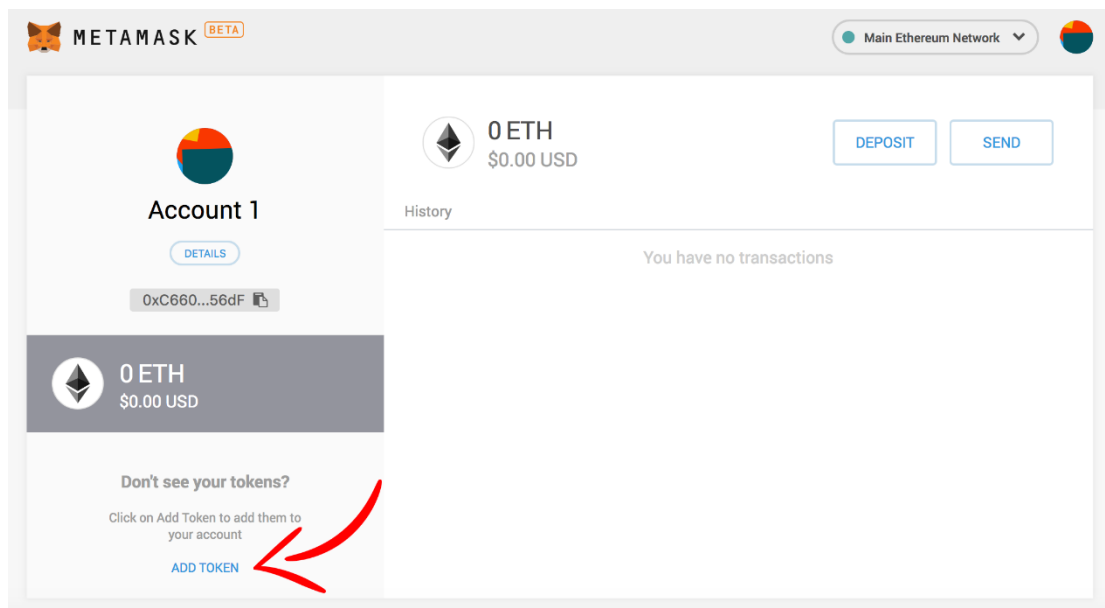 METAMASK BETA
Main Ethereum Network
Account 1
DETAILS
0xC660...56dF
0 ETH
$0.00 USD
Don't see your tokens?
Click on Add Token to add them to
your account
ADD TOKEN
0 ETH
$0.00 USD
DEPOSIT
SEND
History
You have no transactions